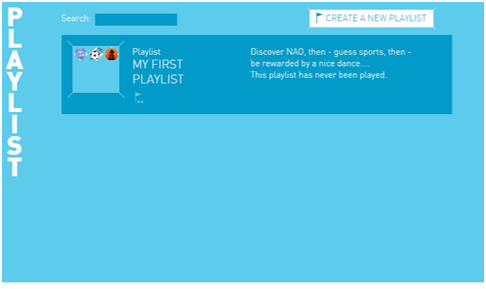 PLAYLIST
Search:
CREATE A NEW PLAYLIST
Playlist
MY FIRST
PLAYLIST
Discover NAO, then - guess sports, then -
be rewarded by a nice dance....
This playlist has never been played.